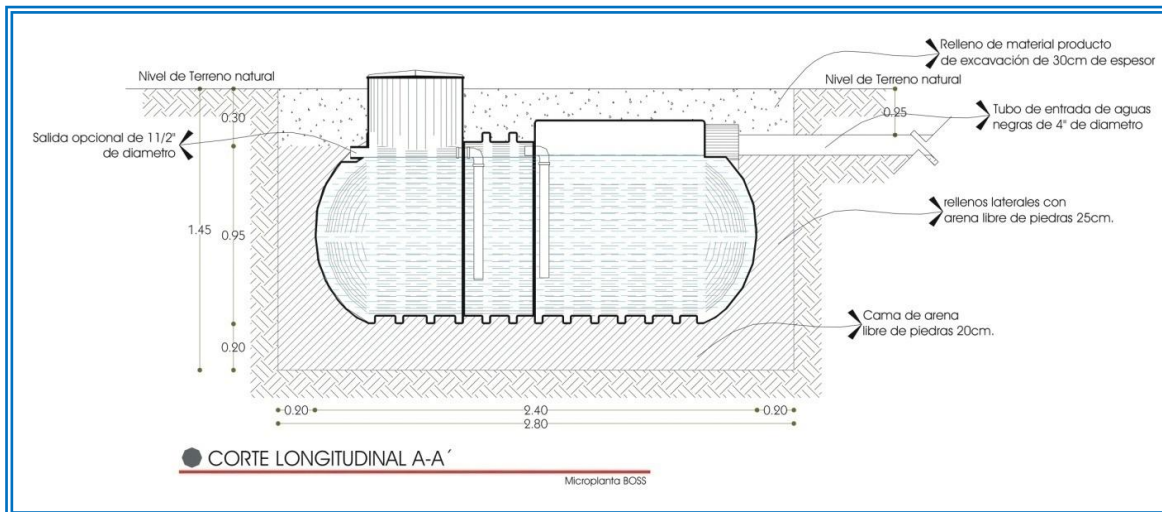 Relleno de material producto
de excavación de 30cm de espesor
Nivel de Terreno natural
Nivel de Terreno natural
0.30
0.25
Tubo de entrada de aguas
negras de 4" de diametro
Salida opcional de 11/2"
de diametro
rellenos laterales con
arena libre de piedras 25cm.
1.45
0.95
Cama de arena
libre de piedras 20cm.
0.20
0.20
2.40
0.20
2.80
CORTE LONGITUDINAL A-A´
Microplanta BOSS